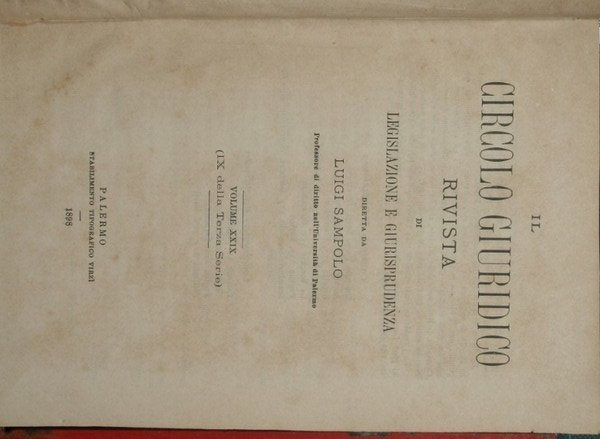 IL
CIRCOLO GIURIDICO
RIVISTA
DI
LEGISLAZIONE E GIURISPRUDENZA
DIRETTA DA
LUIGI SAMPOLO
Professore di diritto nell'Università di Palermo
VOLUME XXIX
(IX della Terza Serie)
PALERMO
STABILIMENTO TIPOGRAFICO VIRZÌ
1898